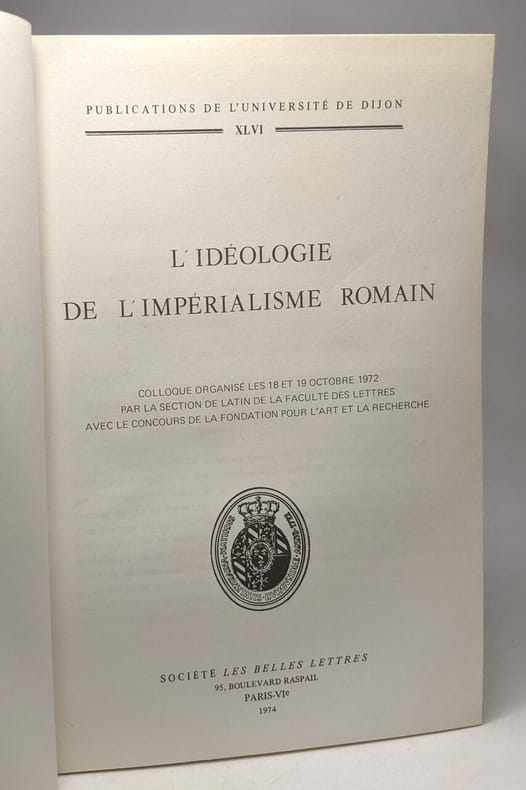 PUBLICATIONS DE L'UNIVERSITÉ DE DIJON
XLVI
L'IDÉOLOGIE
DE L'IMPÉRIALISME ROMAIN
COLLOQUE ORGANISÉ LES 18 ET 19 OCTOBRE 1972
PAR LA SECTION DE LATIN DE LA FACULTÉ DES LETTRES
AVEC LE CONCOURS DE LA FONDATION POUR L'ART ET LA RECHERCHE
SOCIÉTÉ LES BELLES LETTRES
95, BOULEVARD RASPAIL
PARIS-VIe
1974